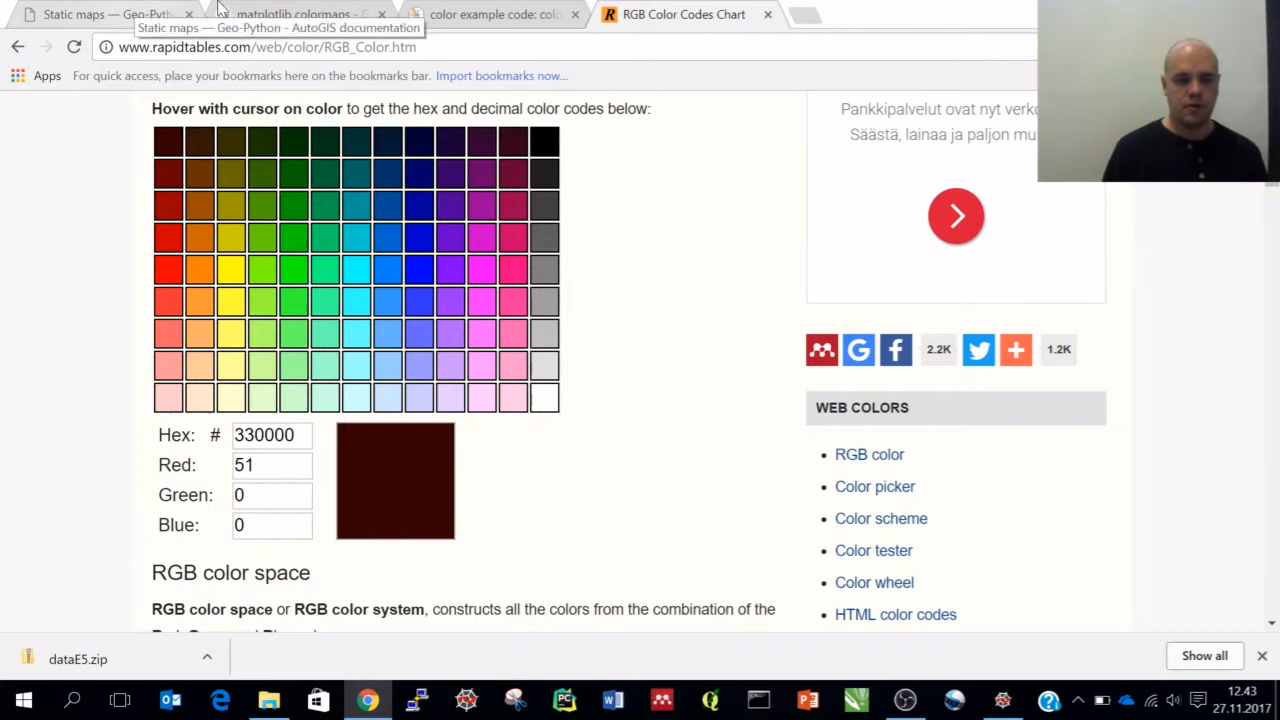 Static maps — Geo-Pyth
matplotlib colormaps -
color example code: colo
RGB Color Codes Chart
Static maps — Geo-Python - AutoGIS documentation
www.rapidtables.com/web/color/RGB_Color.htm
Apps
For quick access, place your bookmarks here on the bookmarks bar. Import bookmarks now...
Hover with cursor on color to get the hex and decimal color codes below:
Pankkipalvelut ovat nyt verko
Säästä, lainaa ja paljon mu
2.2K
1.2K
Hex: # 330000
Red: 51
Green: 0
Blue: 0
WEB COLORS
• RGB color
• Color picker
• Color scheme
• Color tester
• Color wheel
• HTML color codes
RGB color space
RGB color space or RGB color system, constructs all the colors from the combination of the
dataE5.zip
Show all
12.43
27.11.2017